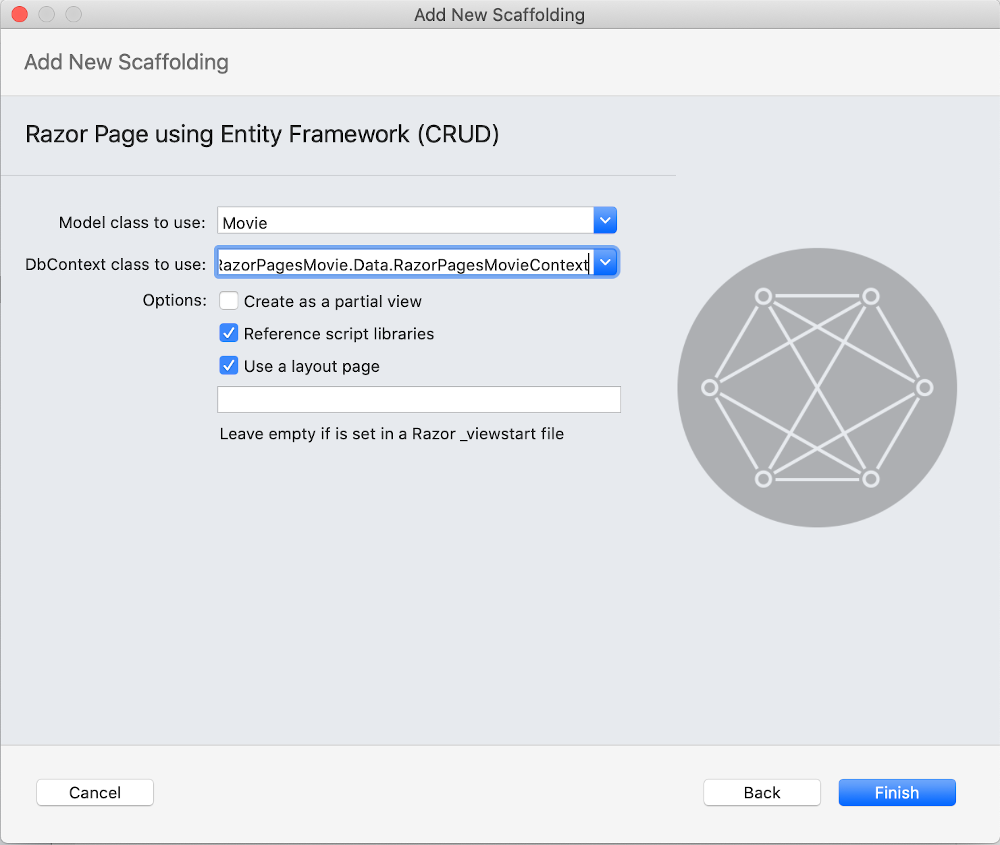 Add New Scaffolding
Add New Scaffolding
Razor Page using Entity Framework (CRUD)
Model class to use: Movie
DbContext class to use: RazorPagesMovie.Data.RazorPagesMovieContext
Options: Create as a partial view
Reference script libraries
Use a layout page
Leave empty if is set in a Razor _viewstart file
Cancel Back Finish